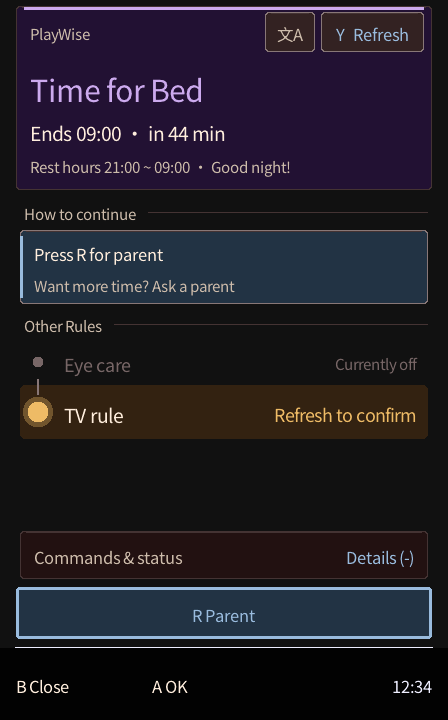 PlayWise
文A
Y Refresh
Time for Bed
Ends 09:00 • in 44 min
Rest hours 21:00 ~ 09:00 • Good night!
How to continue
Press R for parent
Want more time? Ask a parent
Other Rules
Eye care Currently off
TV rule Refresh to confirm
Commands & status Details (-)
R Parent
B Close A OK 12:34